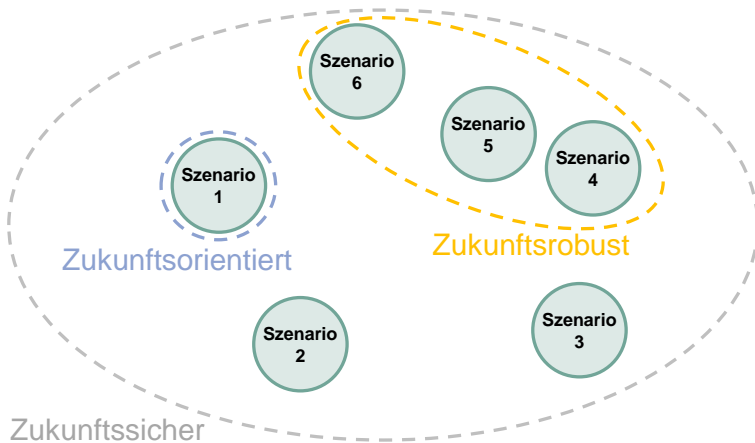 Szenario
6
Szenario
5
Szenario
4
Szenario
1
Zukunftsorientiert
Zukunftsrobust
Szenario
2
Szenario
3
Zukunftssicher